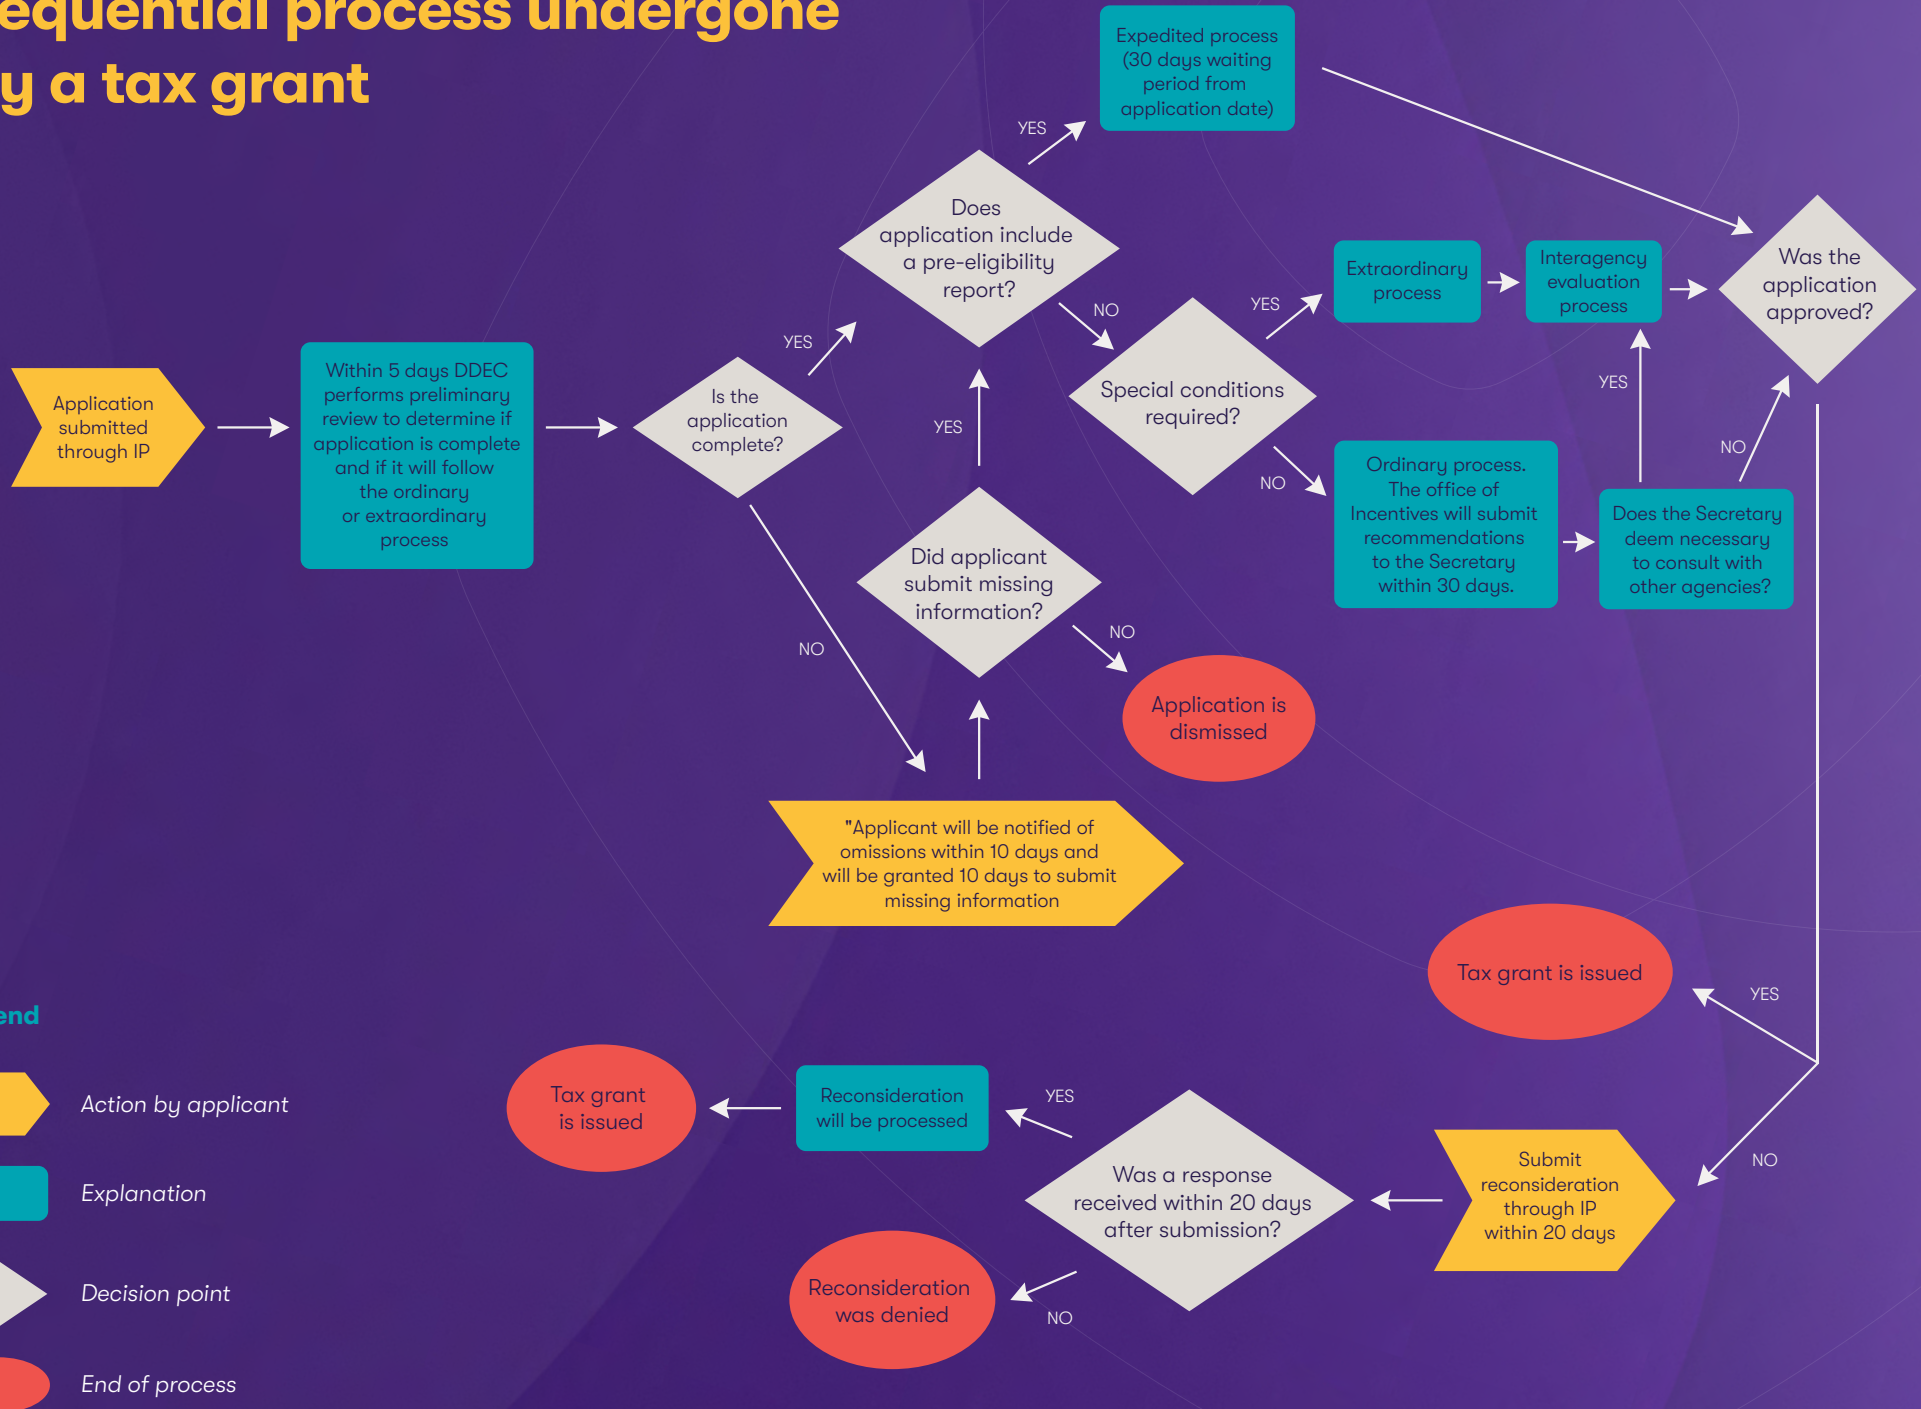 equential process undergone
y a tax grant
Expedited process
(30 days waiting
period from
application date)
YES
Does
application include
a pre-eligibility
report?
NO
YES
Extraordinary
process
Interagency
evaluation
process
Was the
application
approved?
Application
submitted
through IP
Within 5 days DDEC
performs preliminary
review to determine if
application is complete
and if it will follow
the ordinary
or extraordinary
process
Is the
application
complete?
YES
YES
Special conditions
required?
NO
Ordinary process.
The office of
Incentives will submit
recommendations
to the Secretary
within 30 days.
YES
NO
Does the Secretary
deem necessary
to consult with
other agencies?
Did applicant
submit missing
information?
NO
NO
Application is
dismissed
"Applicant will be notified of
omissions within 10 days and
will be granted 10 days to submit
missing information
Tax grant is issued
YES
NO
Submit
reconsideration
through IP
within 20 days
Was a response
received within 20 days
after submission?
YES
Reconsideration
will be processed
Tax grant
is issued
NO
Reconsideration
was denied
end
Action by applicant
Explanation
Decision point
End of process